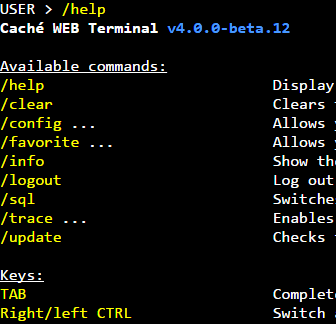 USER > /help
Caché WEB Terminal v4.0.0-beta.12
Available commands:
/help Display
/clear Clears
/config ... Allows
/favorite ... Allows
/info Show the
/logout Log out
/sql Switche
/trace ... Enables
/update Checks
Keys:
TAB Complet
Right/left CTRL Switch